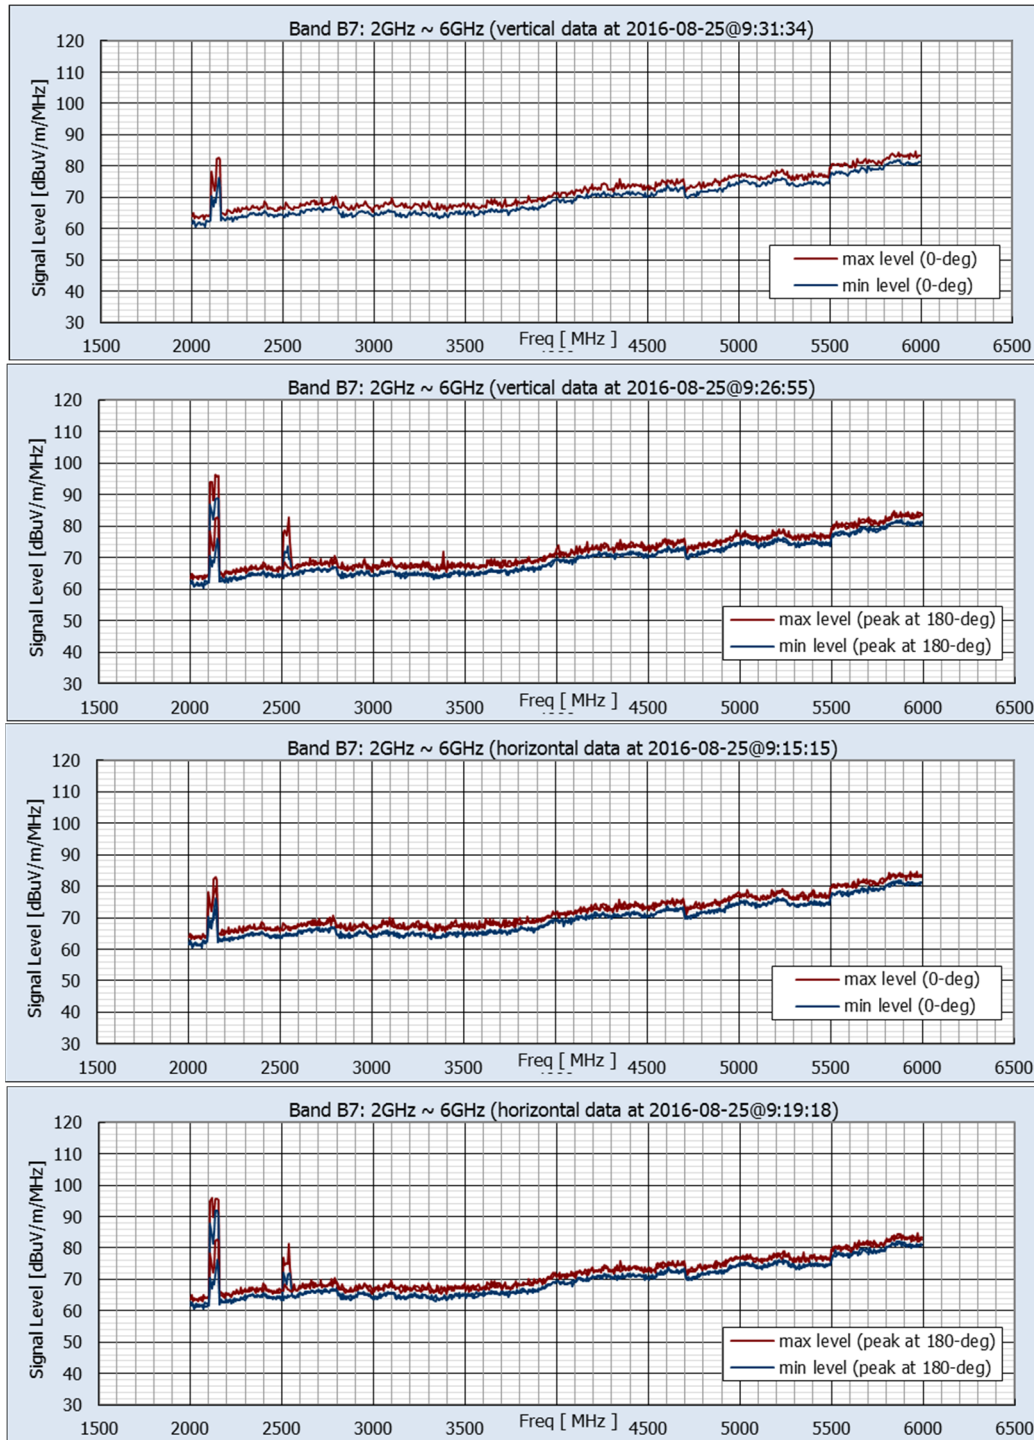 Band B7: 2GHz ~ 6GHz (vertical data at 2016-08-25@9:31:34)
120
110
100
90
80
70
60
50
40
30
Signal Level [dBuV/m/MHz]
max level (0-deg)
min level (0-deg)
1500 2000 2500 3000 3500 4500 5000 5500 6000 6500
Freq [ MHz ]
Band B7: 2GHz ~ 6GHz (vertical data at 2016-08-25@9:26:55)
120
110
100
90
80
70
60
50
40
30
Signal Level [dBuV/m/MHz]
max level (peak at 180-deg)
min level (peak at 180-deg)
1500 2000 2500 3000 3500 4500 5000 5500 6000 6500
Freq [ MHz ]
Band B7: 2GHz ~ 6GHz (horizontal data at 2016-08-25@9:15:15)
120
110
100
90
80
70
60
50
40
30
Signal Level [dBuV/m/MHz]
max level (0-deg)
min level (0-deg)
1500 2000 2500 3000 3500 4500 5000 5500 6000 6500
Freq [ MHz ]
Band B7: 2GHz ~ 6GHz (horizontal data at 2016-08-25@9:19:18)
120
110
100
90
80
70
60
50
40
30
Signal Level [dBuV/m/MHz]
max level (peak at 180-deg)
min level (peak at 180-deg)
1500 2000 2500 3000 3500 4500 5000 5500 6000 6500
Freq [ MHz ]